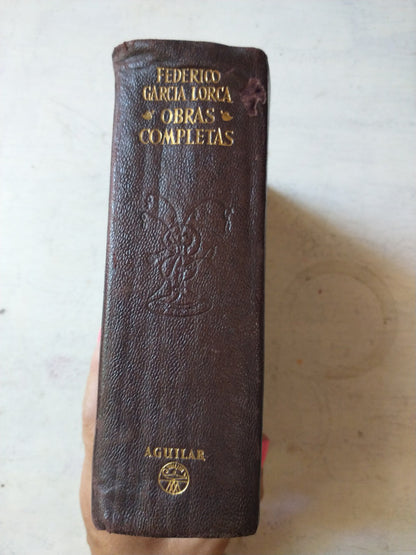 FEDERICO
GARCIA LORCA
OBRAS
COMPLETAS
AGUILAR